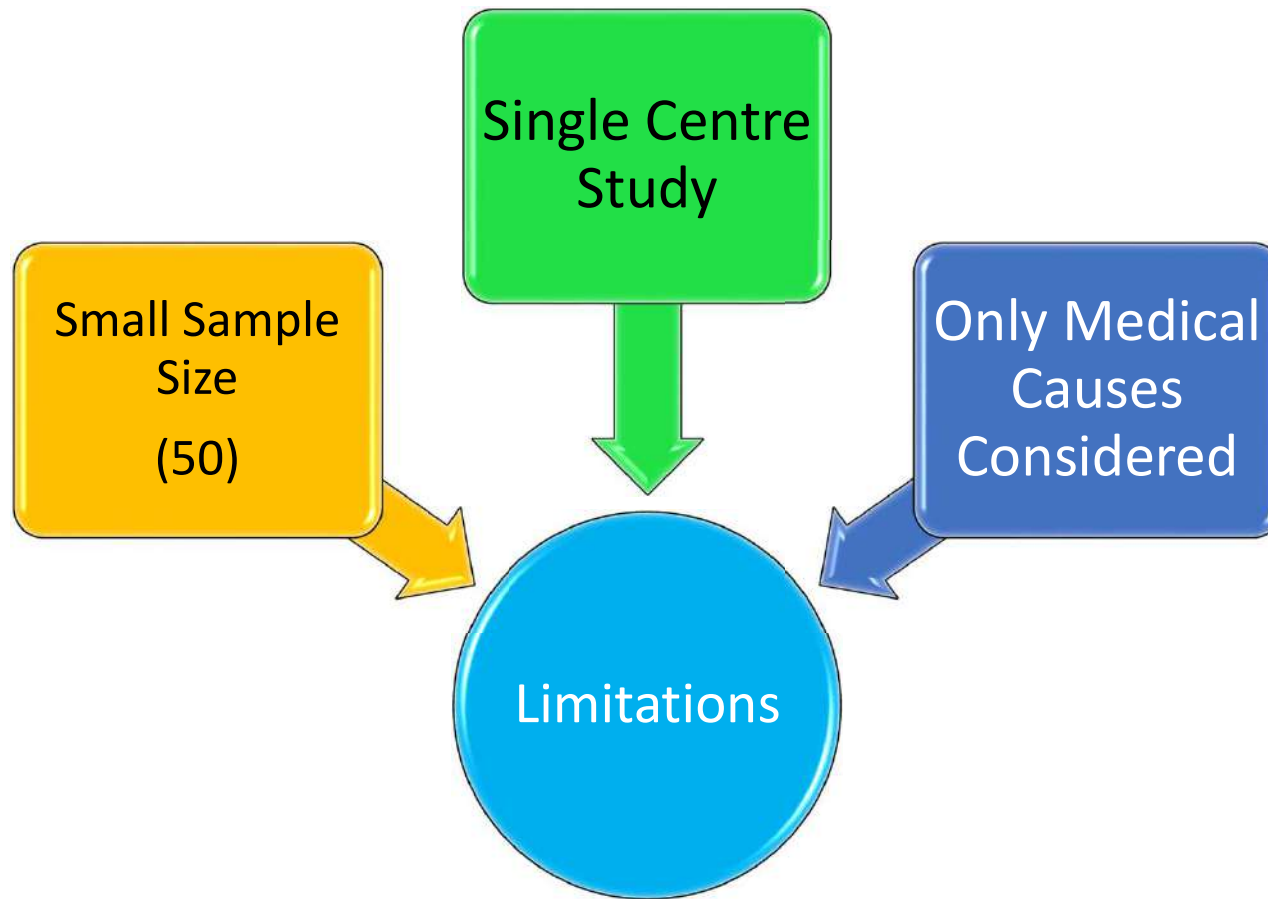 Single Centre
Study
Small Sample
Size
(50)
Only Medical
Causes
Considered
Limitations